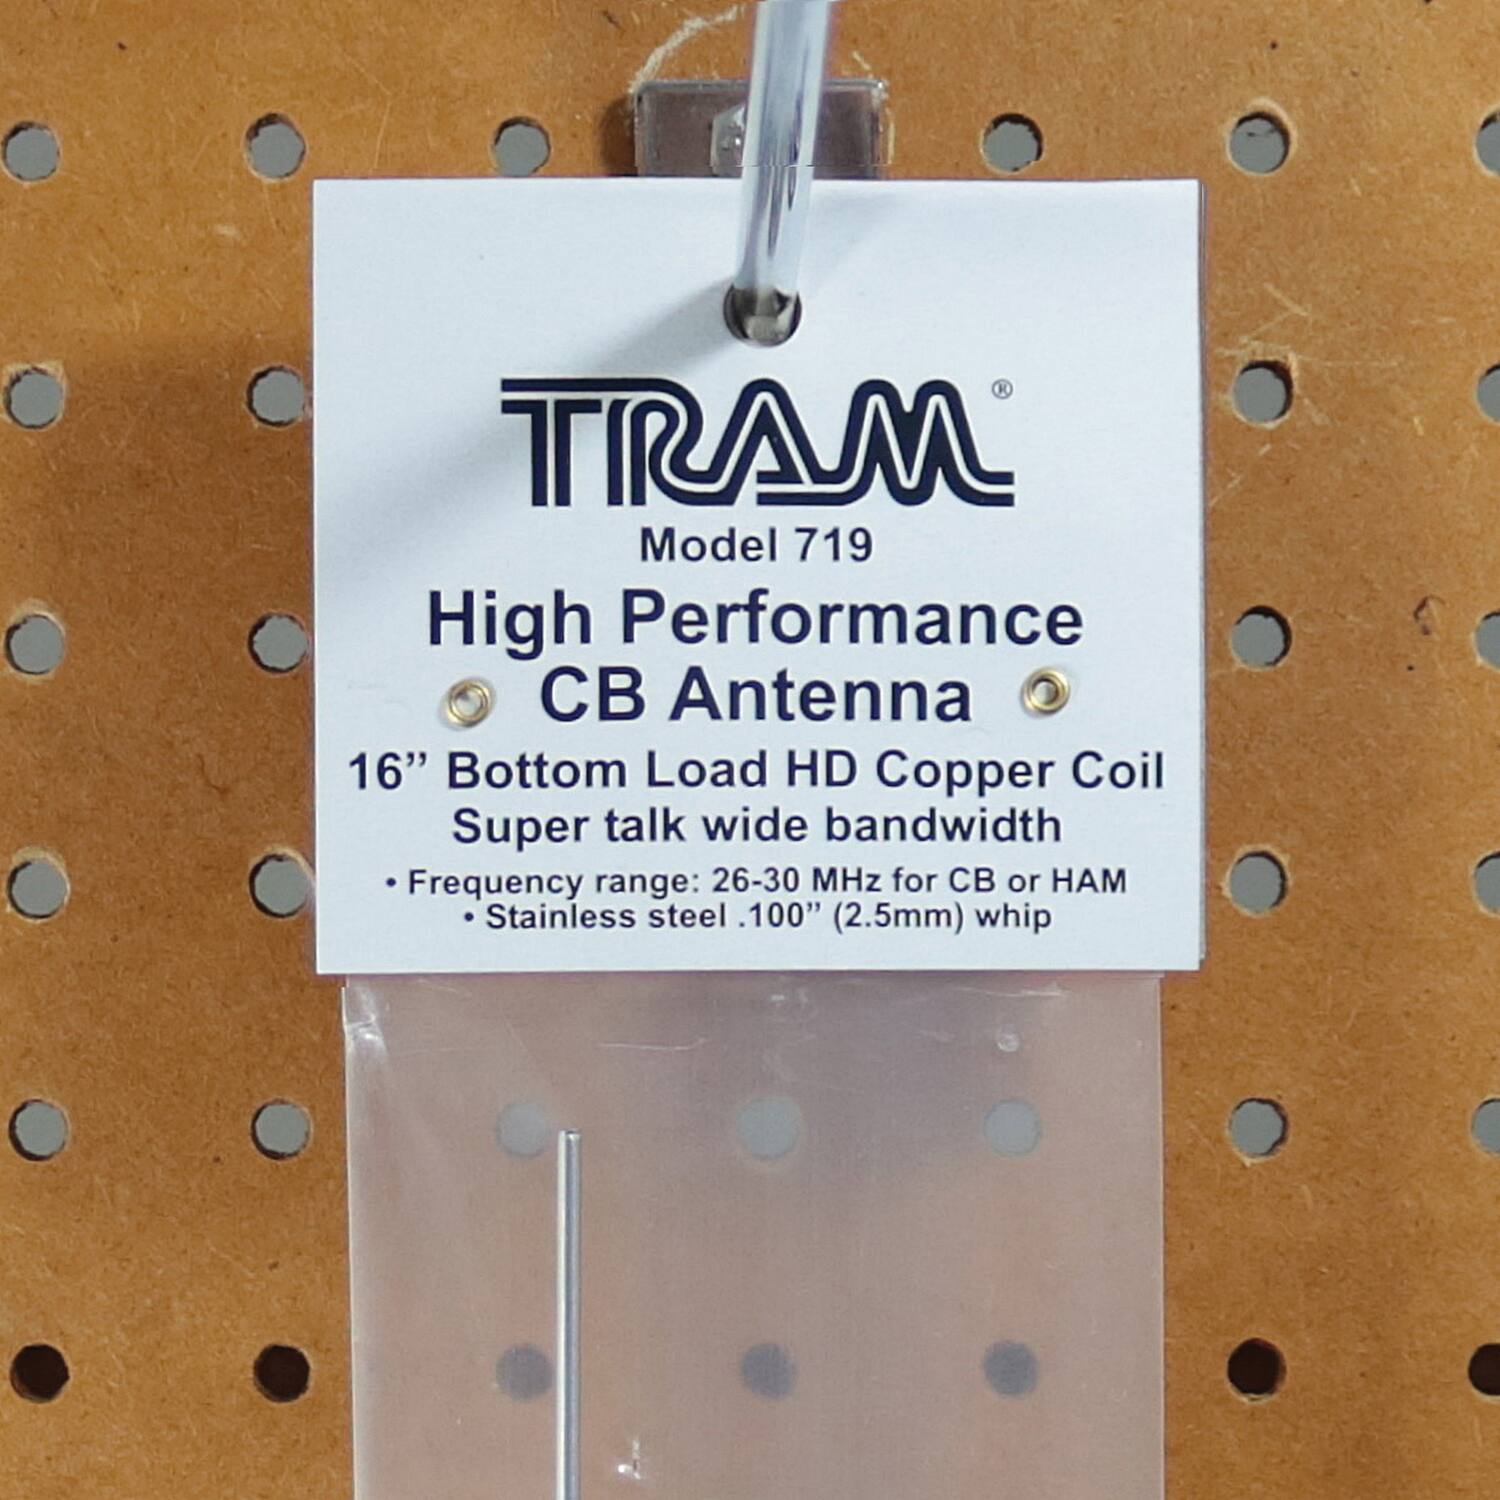 TRAM®
Model 719
High Performance
CB Antenna
16” Bottom Load HD Copper Coil
Super talk wide bandwidth
• Frequency range: 26-30 MHz for CB or HAM
• Stainless steel .100” (2.5mm) whip